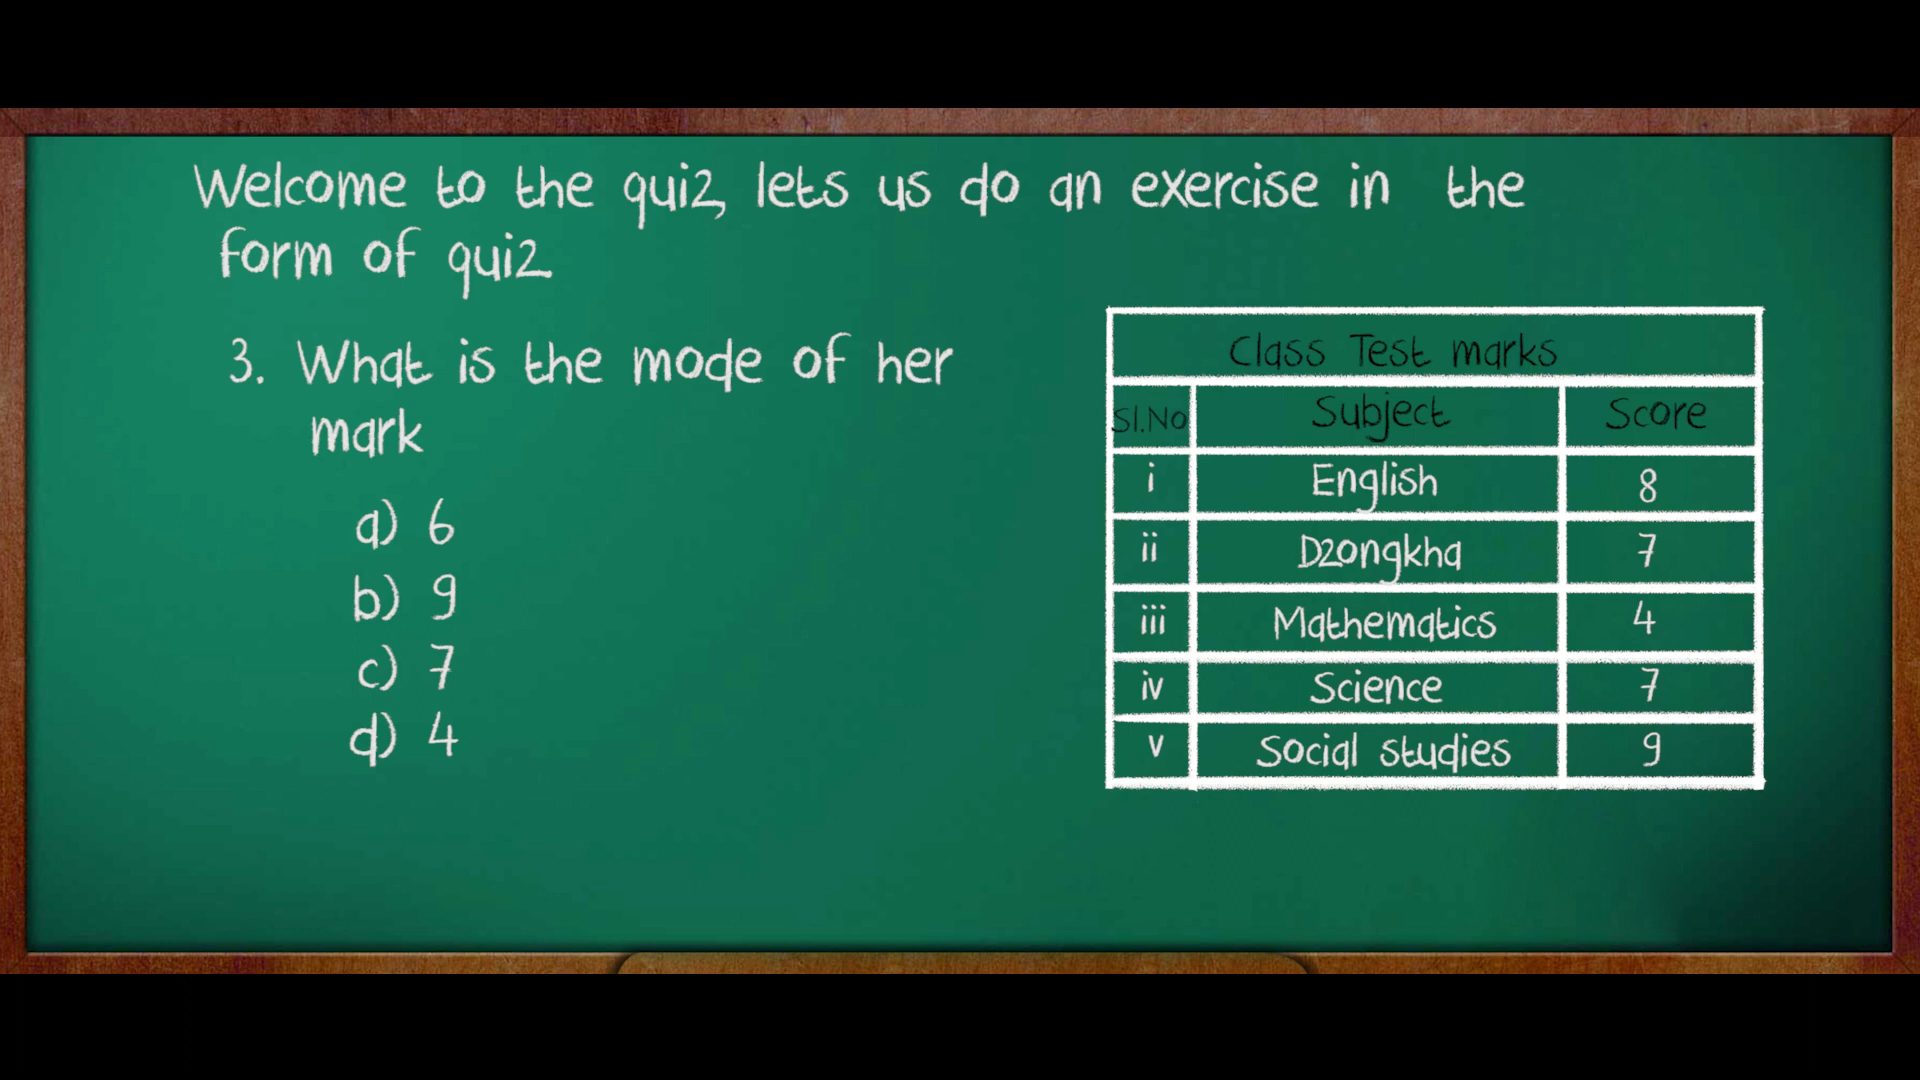 Welcome to the quiz, lets us do an exercise in the
form of quiz
3. What is the mode of her
mark
a) 6
b) 9
c) 7
d) 4
Class Test marks
Sl.No Subject Score
i English 8
ii Dzongkha 7
iii Mathematics 4
iv Science 7
v Social studies 9